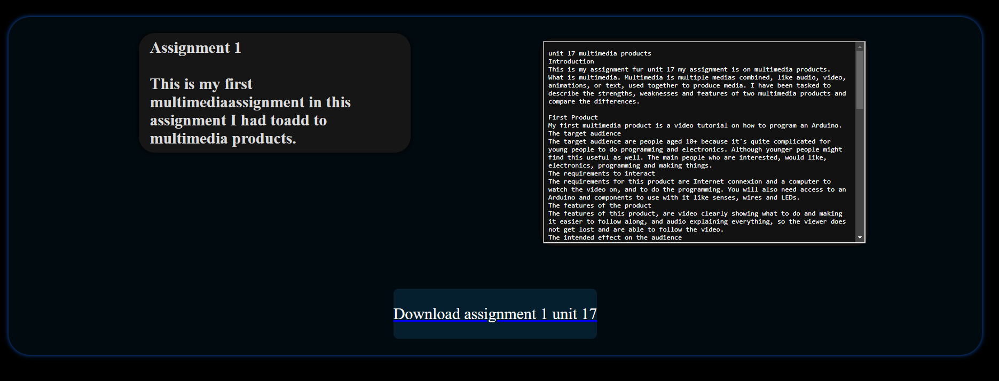 Assignment 1
This is my first
multimediaassignment in this
assignment I had toadd to
multimedia products.
unit 17 multimedia products
Introduction
This is my assignment fur unit 17 my assignment is on multimedia products.
What is multimedia. Multimedia is multiple medias combined, like audio, video,
animations, or text, used together to produce media. I have been tasked to
describe the strengths, weaknesses and features of two multimedia products and
compare the differences.
First Product
My first multimedia product is a video tutorial on how to program an Arduino.
The target audience
The target audience are people aged 10+ because it's quite complicated for
young people to do programming and electronics. Although younger people might
find this useful as well. The main people who are interested, would like,
electronics, programming and making things.
The requirements to interact
The requirements for this product are Internet connexion and a computer to
watch the video on, and to do the programming. You will also need access to an
Arduino and components to use with it like senses, wires and LEDs.
The features of the product
The features of this product, are video clearly showing what to do and making
it easier to follow along, and audio explaining everything, so the viewer does
not get lost and are able to follow the video.
The intended effect on the audience
Download assignment 1 unit 17